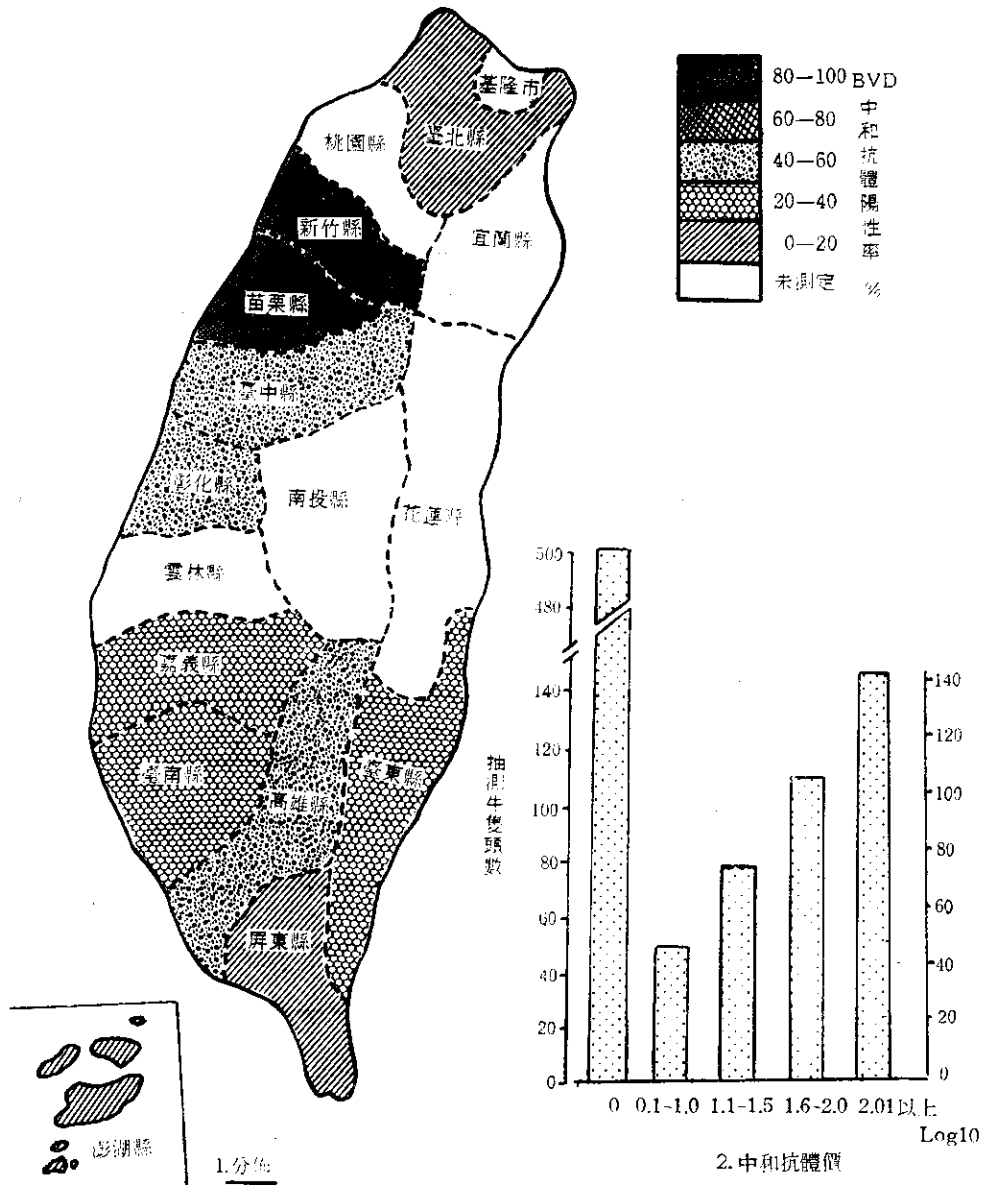 基隆市
臺北縣
桃園縣
新竹縣
宜蘭縣
苗栗縣
臺中縣
彰化縣
南投縣
花蓮縣
雲林縣
嘉義縣
臺南縣
高雄縣
臺東縣
屏東縣
澎湖縣
1.分佈
80—100
60—80
40—60
20—40
0—20
未測定
BVD中和抗體陽性率%
抽測牛隻頭數
500
480
140
120
100
80
60
40
20
0
140
120
100
80
60
40
20
0
0 0.1~1.0 1.1~1.5 1.6~2.0 2.01以上
Log10
2.中和抗體價